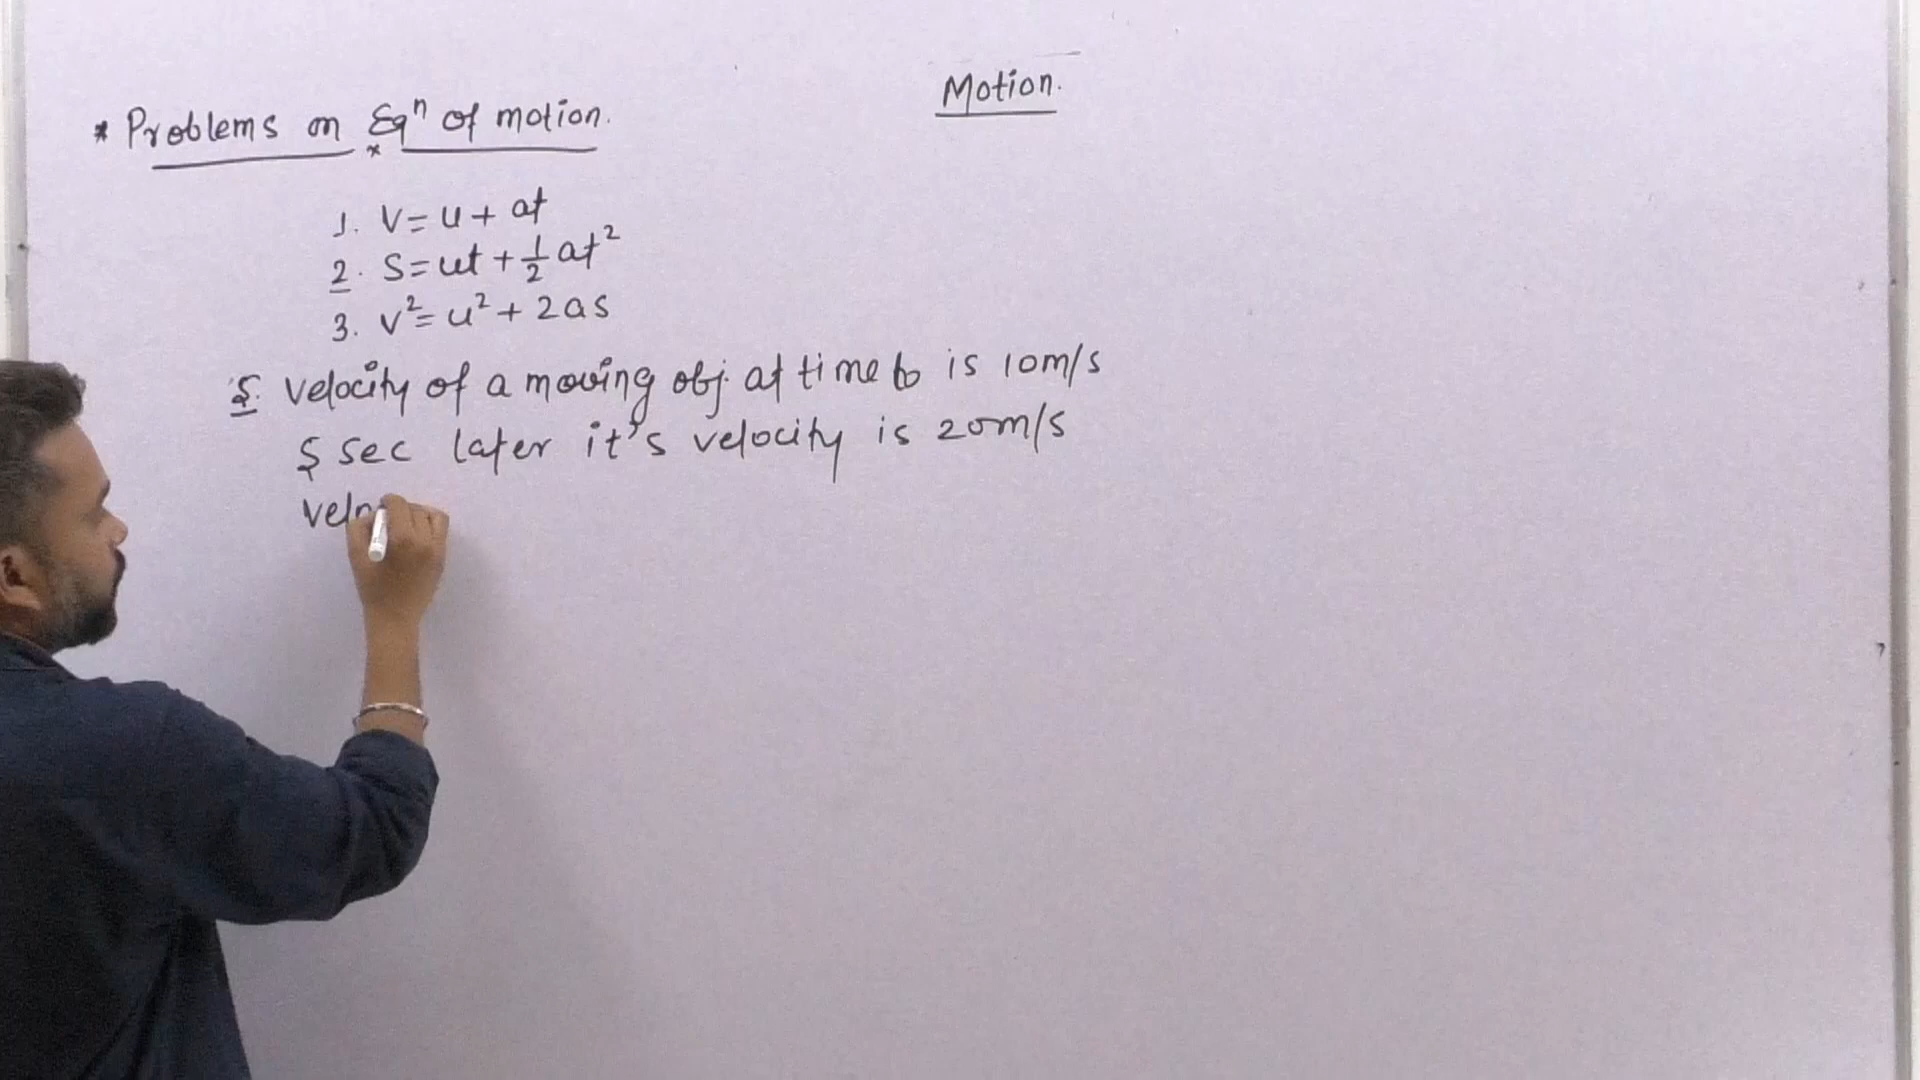 Motion.
* Problems on Eqⁿ of motion.
1. V = u + at
2. S = ut + ½ at²
3. v² = u² + 2as
velocity of a moving obj. at time to is 10m/s
5 sec later it's velocity is 20m/s